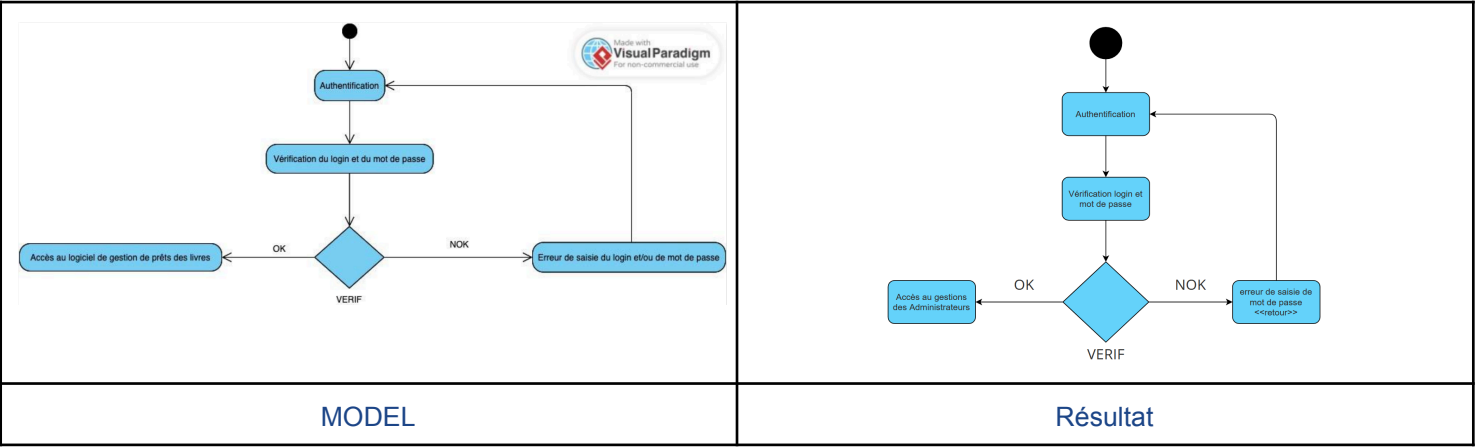 Made with
Visual Paradigm
For non-commercial use
Authentification
Vérification du login et du mot de passe
OK
NOK
Accès au logiciel de gestion de prêts des livres
Erreur de saisie du login et/ou de mot de passe
VERIF
MODEL
Authentification
Vérification login et
mot de passe
OK
NOK
Accès au gestions
des Administrateurs
erreur de saisie de
mot de passe
<<retour>>
VERIF
Résultat